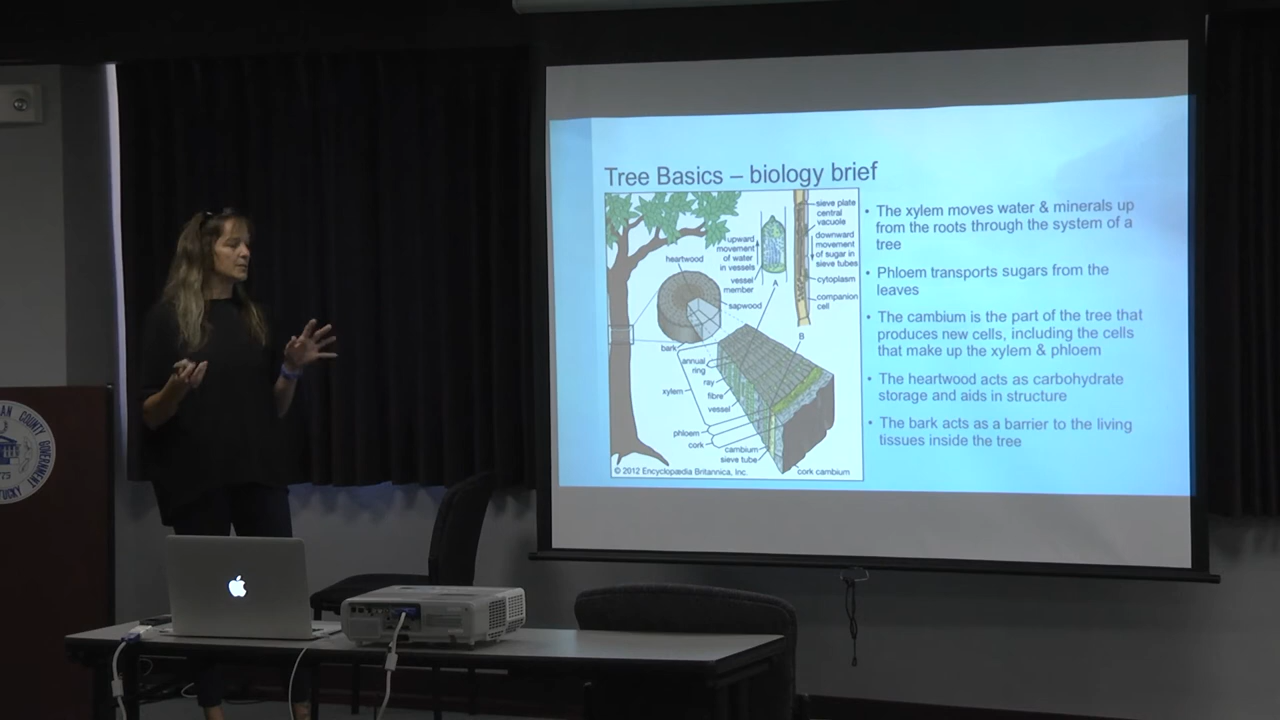 Tree Basics – biology brief
sieve plate
central
vacuole
upward
movement
of water
in vessels
downward
movement
of sugar in
sieve tubes
heartwood
vessel
member
cytoplasm
A
companion
cell
sapwood
B
bark
annual
ring
ray
xylem
fibre
vessel
phloem
cork
cambium
sieve tube
cork cambium
© 2012 Encyclopædia Britannica, Inc.
• The xylem moves water & minerals up
from the roots through the system of a
tree
• Phloem transports sugars from the
leaves
• The cambium is the part of the tree that
produces new cells, including the cells
that make up the xylem & phloem
• The heartwood acts as carbohydrate
storage and aids in structure
• The bark acts as a barrier to the living
tissues inside the tree
AN COUNTY GOVERNMENT